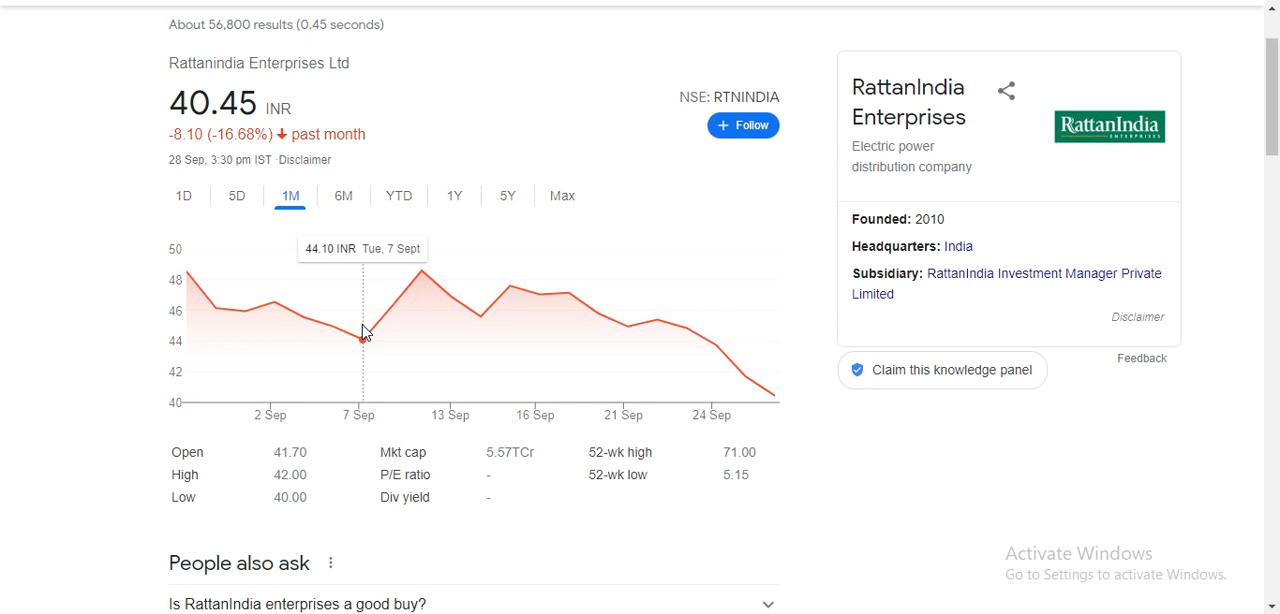 About 56,800 results (0.45 seconds)
Rattanindia Enterprises Ltd
40.45 INR
-8.10 (-16.68%) ↓ past month
28 Sep, 3:30 pm IST ·Disclaimer
NSE: RTNINDIA
+ Follow
1D 5D 1M 6M YTD 1Y 5Y Max
44.10 INR Tue, 7 Sept
50
48
46
44
42
40
2 Sep 7 Sep 13 Sep 16 Sep 21 Sep 24 Sep
Open 41.70 Mkt cap 5.57TCr 52-wk high 71.00
High 42.00 P/E ratio - 52-wk low 5.15
Low 40.00 Div yield -
People also ask
Is RattanIndia enterprises a good buy?
RattanIndia
Enterprises
Electric power
distribution company
RattanIndia
ENTERPRISES
Founded: 2010
Headquarters: India
Subsidiary: RattanIndia Investment Manager Private
Limited
Disclaimer
Feedback
Claim this knowledge panel
Activate Windows
Go to Settings to activate Windows.